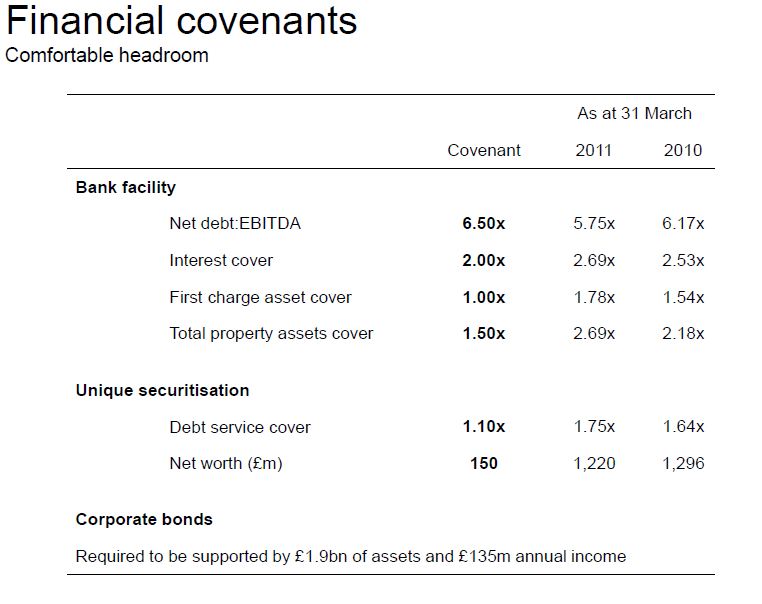 Financial covenants
Comfortable headroom
As at 31 March
Covenant 2011 2010
Bank facility
Net debt:EBITDA 6.50x 5.75x 6.17x
Interest cover 2.00x 2.69x 2.53x
First charge asset cover 1.00x 1.78x 1.54x
Total property assets cover 1.50x 2.69x 2.18x
Unique securitisation
Debt service cover 1.10x 1.75x 1.64x
Net worth (£m) 150 1,220 1,296
Corporate bonds
Required to be supported by £1.9bn of assets and £135m annual income